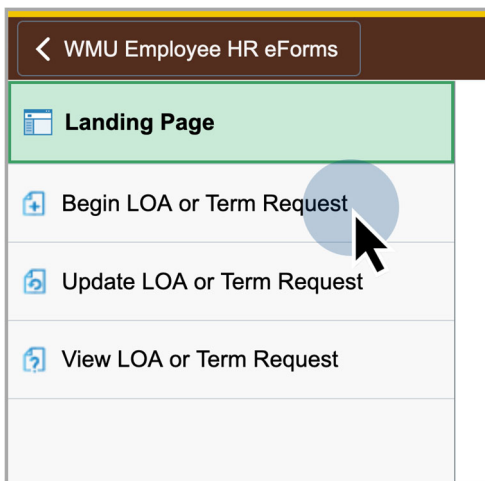 WMU Employee HR eForms
Landing Page
Begin LOA or Term Request
Update LOA or Term Request
View LOA or Term Request